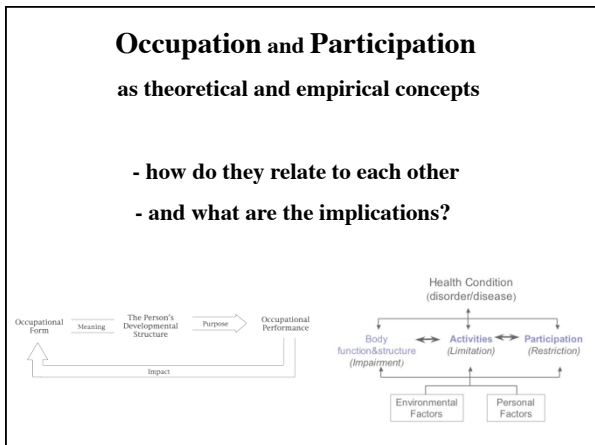 Occupation and Participation
as theoretical and empirical concepts
- how do they relate to each other
- and what are the implications?
Occupational
Form
Meaning
The Person's
Developmental
Structure
Purpose
Occupational
Performance
Impact
Health Condition
(disorder/disease)
Body
function&structure
(Impairment)
Activities
(Limitation)
Participation
(Restriction)
Environmental
Factors
Personal
Factors